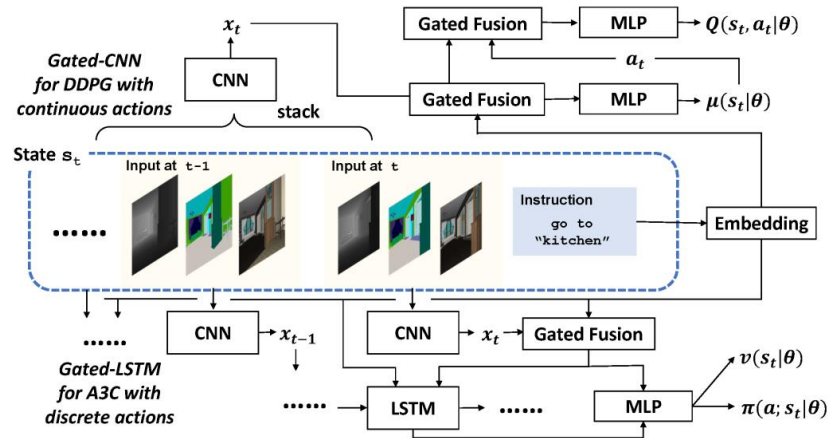 Gated-CNN
for DDPG with
continuous actions
x_t
CNN
stack
Gated Fusion
MLP
Q(s_t, a_t|θ)
a_t
Gated Fusion
MLP
μ(s_t|θ)
State s_t
Input at t-1
Input at t
Instruction
go to
“kitchen”
Embedding
......
CNN
x_{t-1}
CNN
x_t
Gated Fusion
......
Gated-LSTM
for A3C with
discrete actions
......
LSTM
......
MLP
v(s_t|θ)
π(a; s_t|θ)